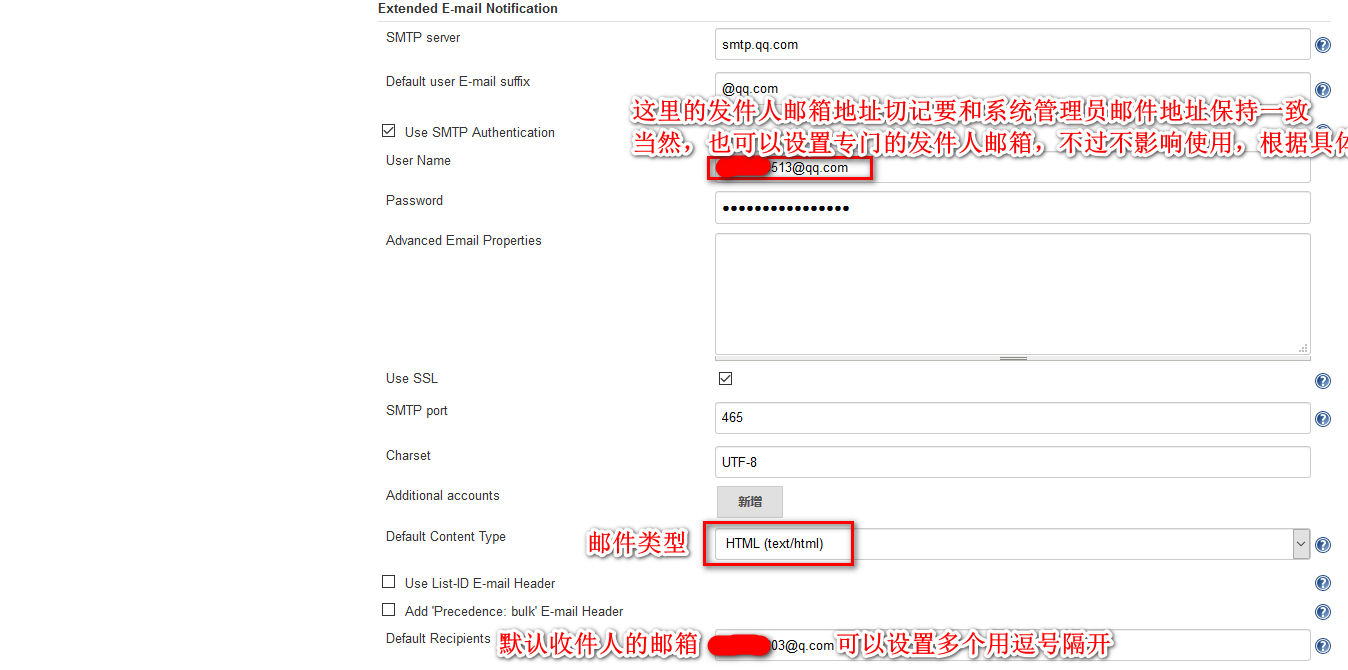 Extended E-mail Notification
SMTP server
smtp.qq.com
Default user E-mail suffix
@qq.com
这里的发件人邮箱地址切记要和系统管理员邮件地址保持一致
Use SMTP Authentication
当然，也可以设置专门的发件人邮箱，不过不影响使用，根据具体
User Name
513@qq.com
Password
••••••••••••••••
Advanced Email Properties
Use SSL
SMTP port
465
Charset
UTF-8
Additional accounts
新增
Default Content Type
邮件类型
HTML (text/html)
Use List-ID E-mail Header
Add 'Precedence: bulk' E-mail Header
Default Recipients
默认收件人的邮箱
03@q.com
可以设置多个用逗号隔开